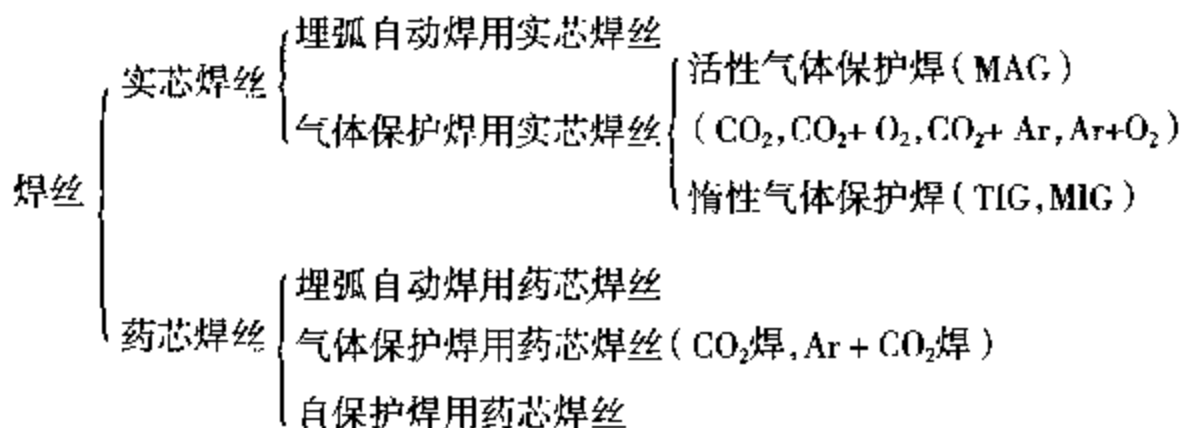 埋弧自动焊用实芯焊丝
实芯焊丝
活性气体保护焊(MAG)
气体保护焊用实芯焊丝
(CO₂,CO₂+ O₂,CO₂+ Ar,Ar+O₂)
焊丝
惰性气体保护焊(TIG,MIG)
埋弧自动焊用药芯焊丝
药芯焊丝
气体保护焊用药芯焊丝(CO₂焊,Ar + CO₂焊)
自保护焊用药芯焊丝